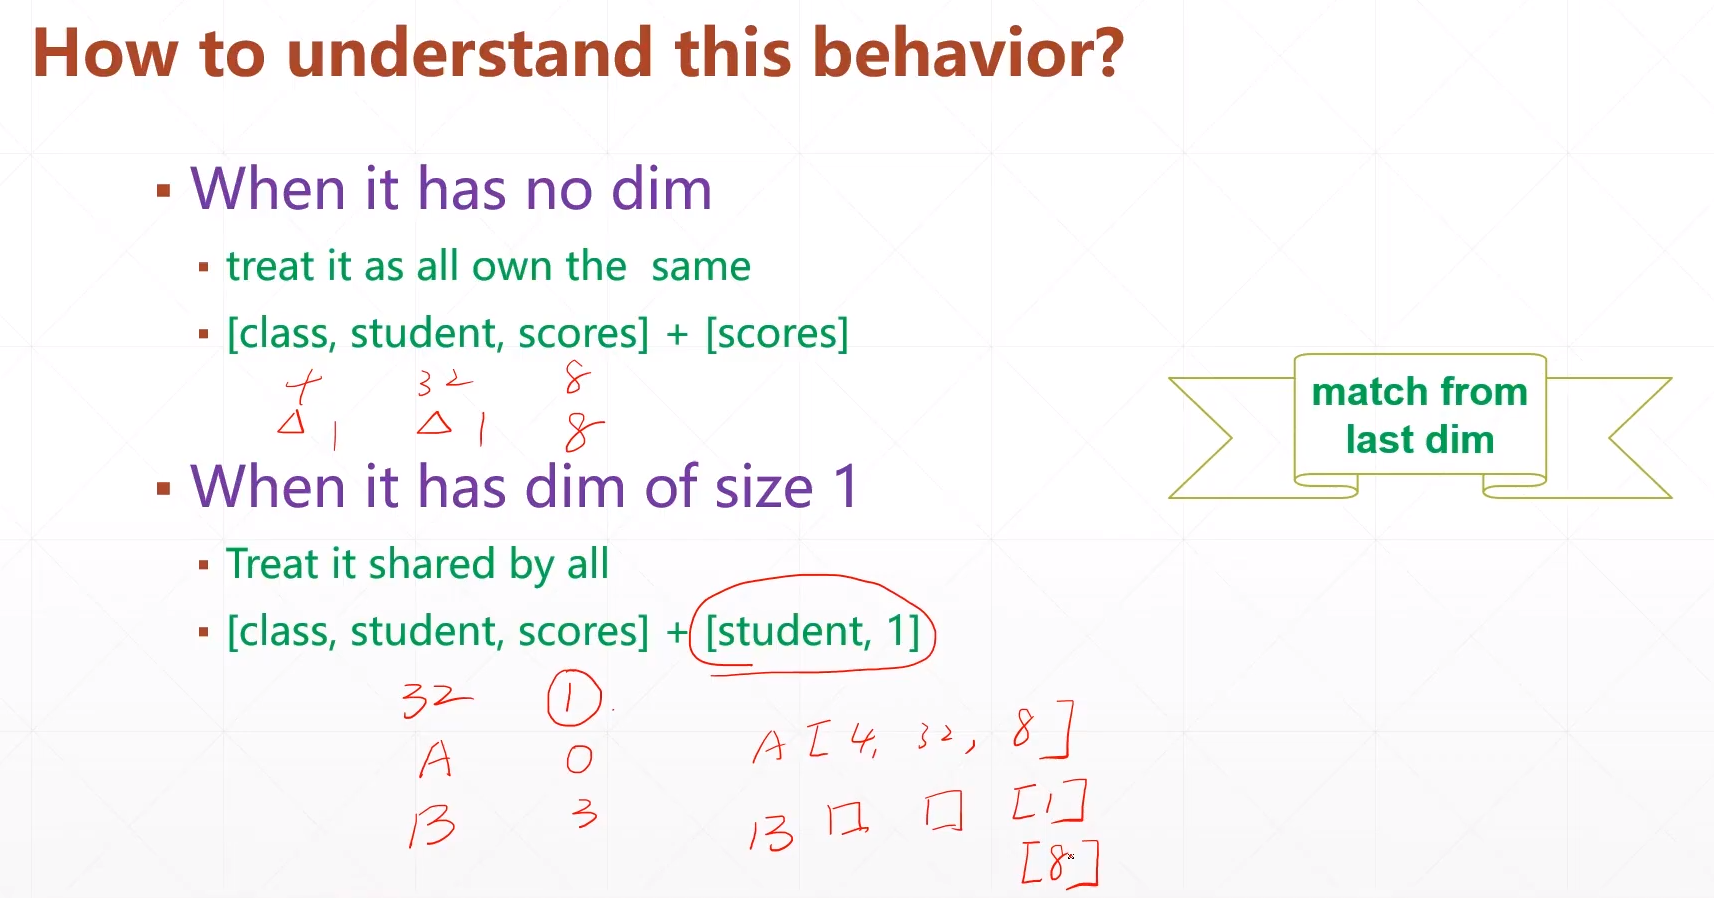 How to understand this behavior?
▪ When it has no dim
▪ treat it as all own the same
▪ [class, student, scores] + [scores]
4 32 8
Δ 1 Δ 1 8
match from
last dim
▪ When it has dim of size 1
▪ Treat it shared by all
▪ [class, student, scores] + [student, 1]
32 1
A 0
B 3
A [4, 32, 8]
B □ □ [1]
[8]